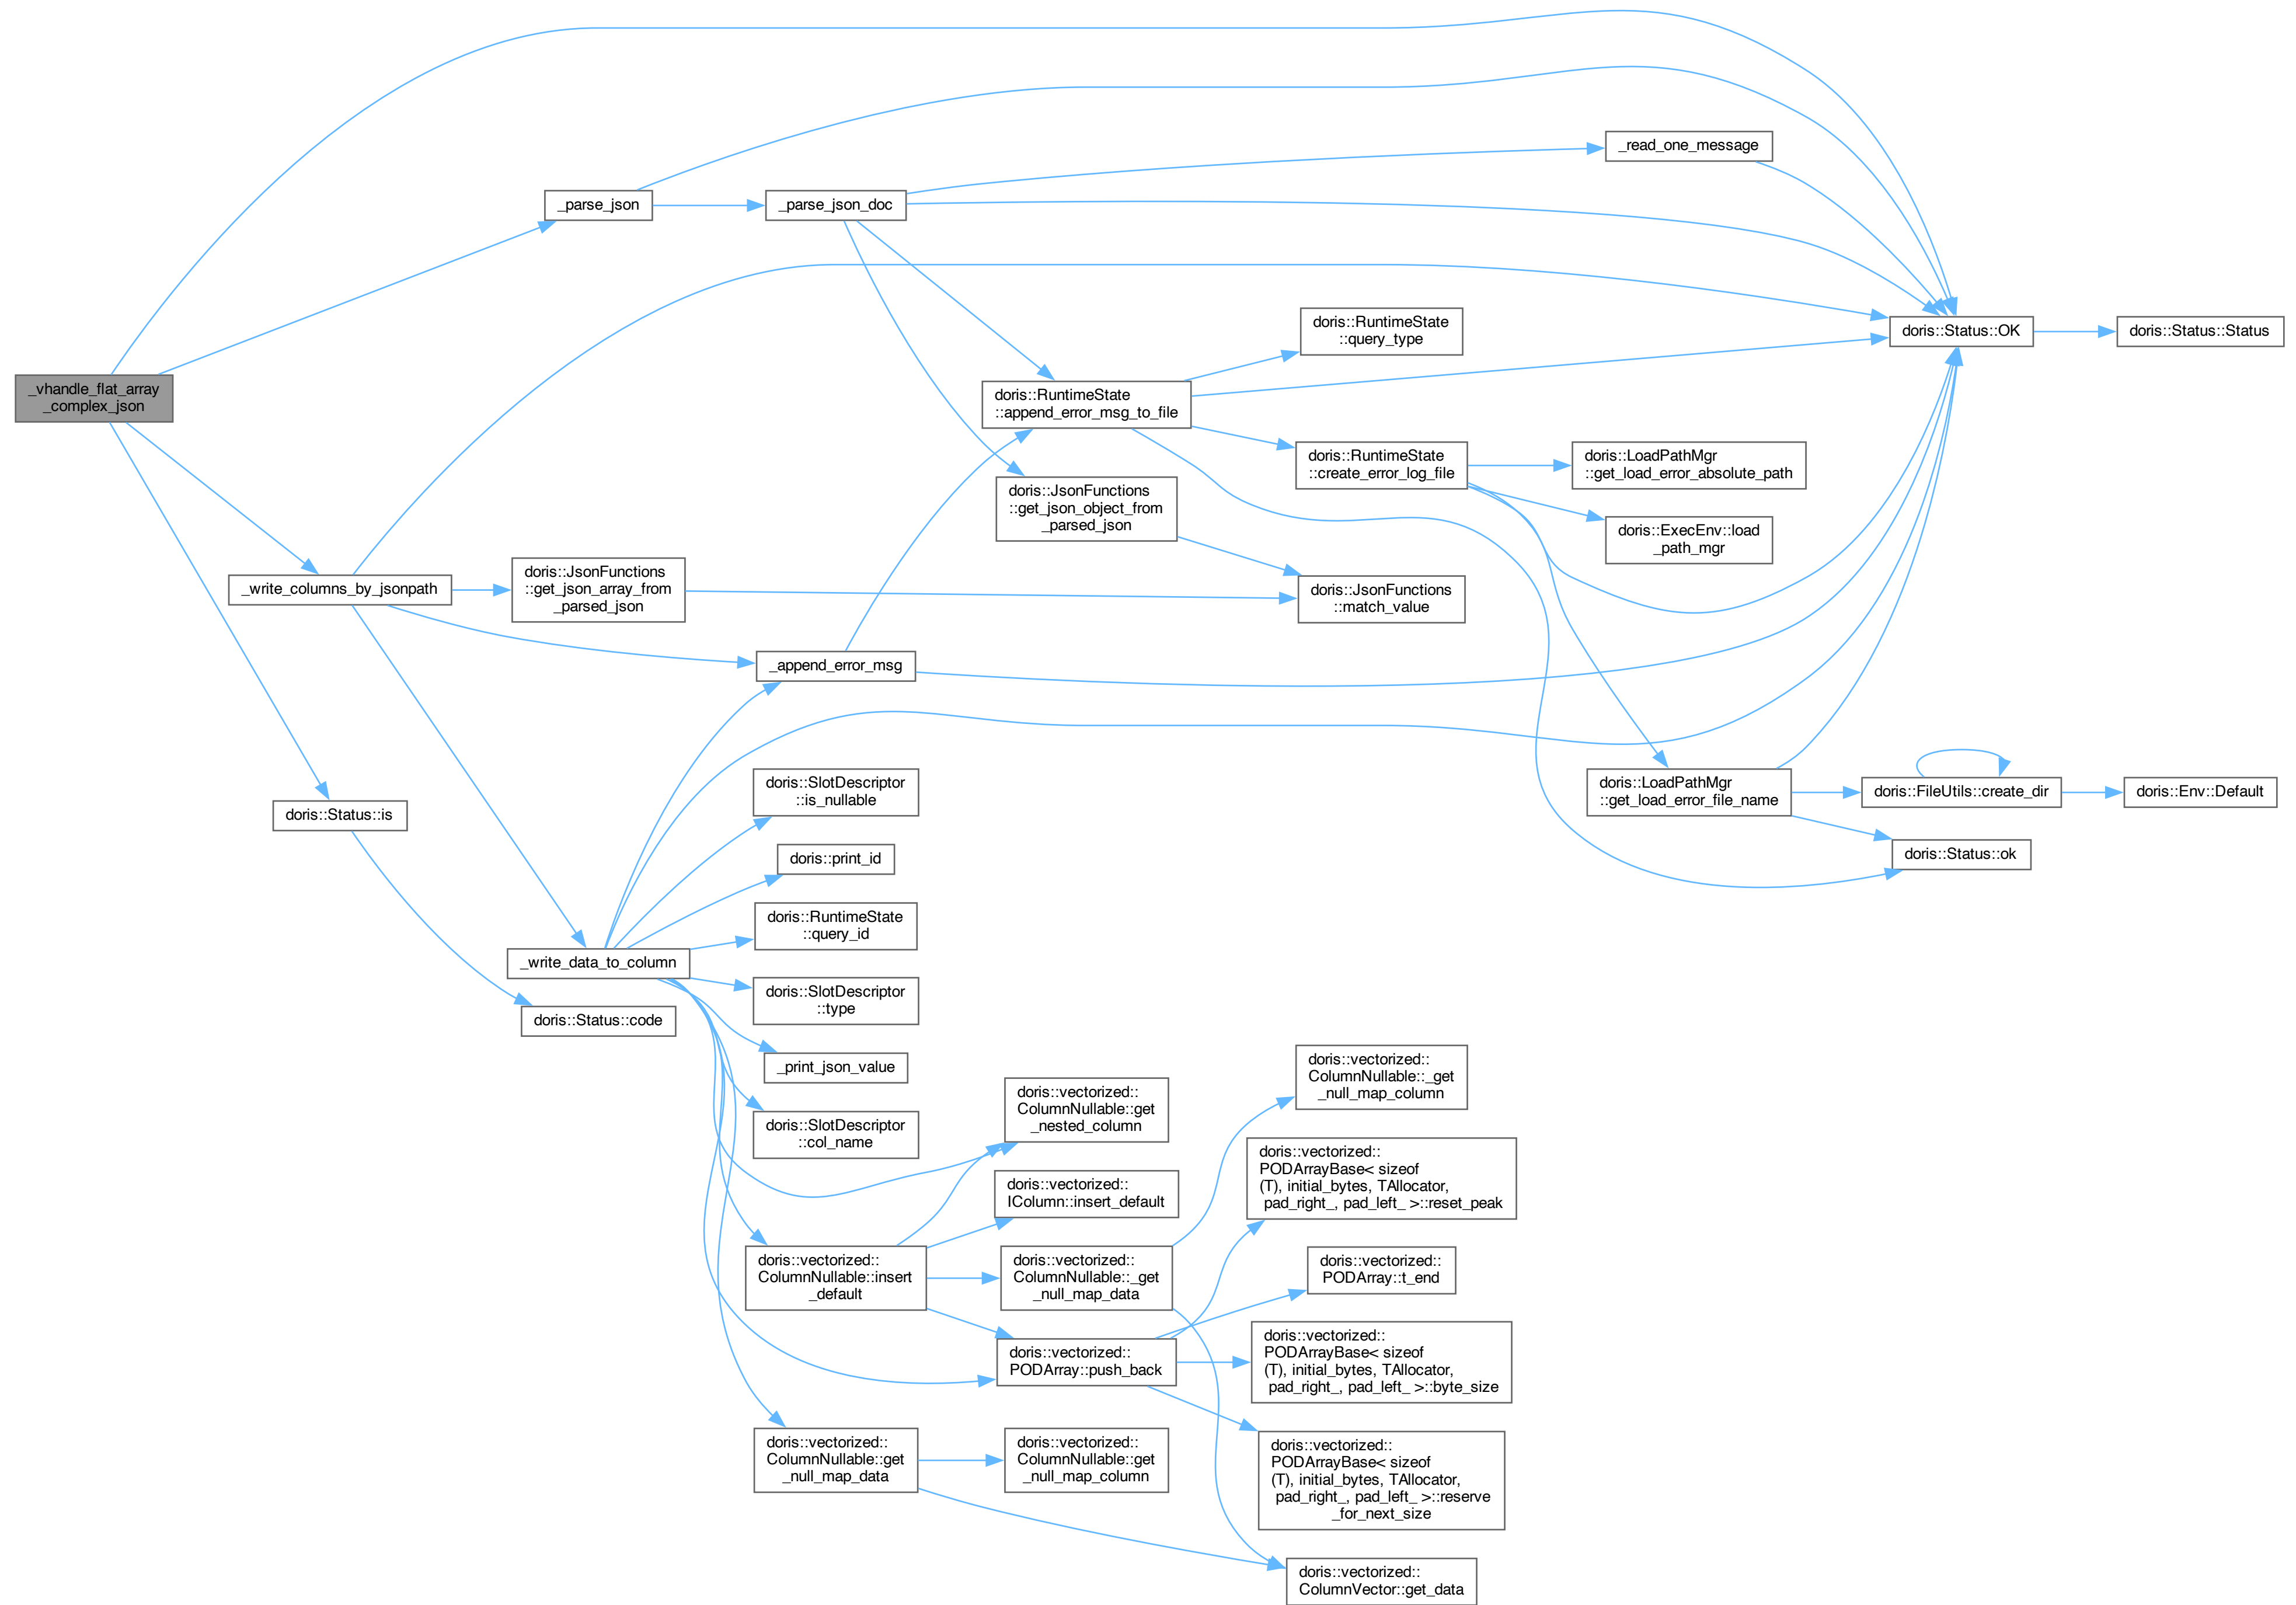 _vhandle_flat_array
_complex_json
_parse_json
_parse_json_doc
_read_one_message
doris::Status::OK
doris::Status::Status
doris::RuntimeState
::query_type
doris::RuntimeState
::append_error_msg_to_file
doris::RuntimeState
::create_error_log_file
doris::LoadPathMgr
::get_load_error_absolute_path
doris::ExecEnv::load
_path_mgr
doris::JsonFunctions
::get_json_object_from
_parsed_json
_write_columns_by_jsonpath
doris::JsonFunctions
::get_json_array_from
_parsed_json
doris::JsonFunctions
::match_value
_append_error_msg
doris::Status::is
doris::SlotDescriptor
::is_nullable
doris::LoadPathMgr
::get_load_error_file_name
doris::FileUtils::create_dir
doris::Env::Default
doris::print_id
doris::Status::ok
doris::RuntimeState
::query_id
_write_data_to_column
doris::SlotDescriptor
::type
doris::Status::code
_print_json_value
doris::SlotDescriptor
::col_name
doris::vectorized::
ColumnNullable::get
_nested_column
doris::vectorized::
ColumnNullable::_get
_null_map_column
doris::vectorized::
IColumn::insert_default
doris::vectorized::
PODArrayBase< sizeof
(T), initial_bytes, TAllocator,
pad_right_, pad_left_ >::reset_peak
doris::vectorized::
ColumnNullable::insert
_default
doris::vectorized::
ColumnNullable::_get
_null_map_data
doris::vectorized::
PODArray::t_end
doris::vectorized::
PODArray::push_back
doris::vectorized::
PODArrayBase< sizeof
(T), initial_bytes, TAllocator,
pad_right_, pad_left_ >::byte_size
doris::vectorized::
ColumnNullable::get
_null_map_data
doris::vectorized::
ColumnNullable::get
_null_map_column
doris::vectorized::
PODArrayBase< sizeof
(T), initial_bytes, TAllocator,
pad_right_, pad_left_ >::reserve
_for_next_size
doris::vectorized::
ColumnVector::get_data